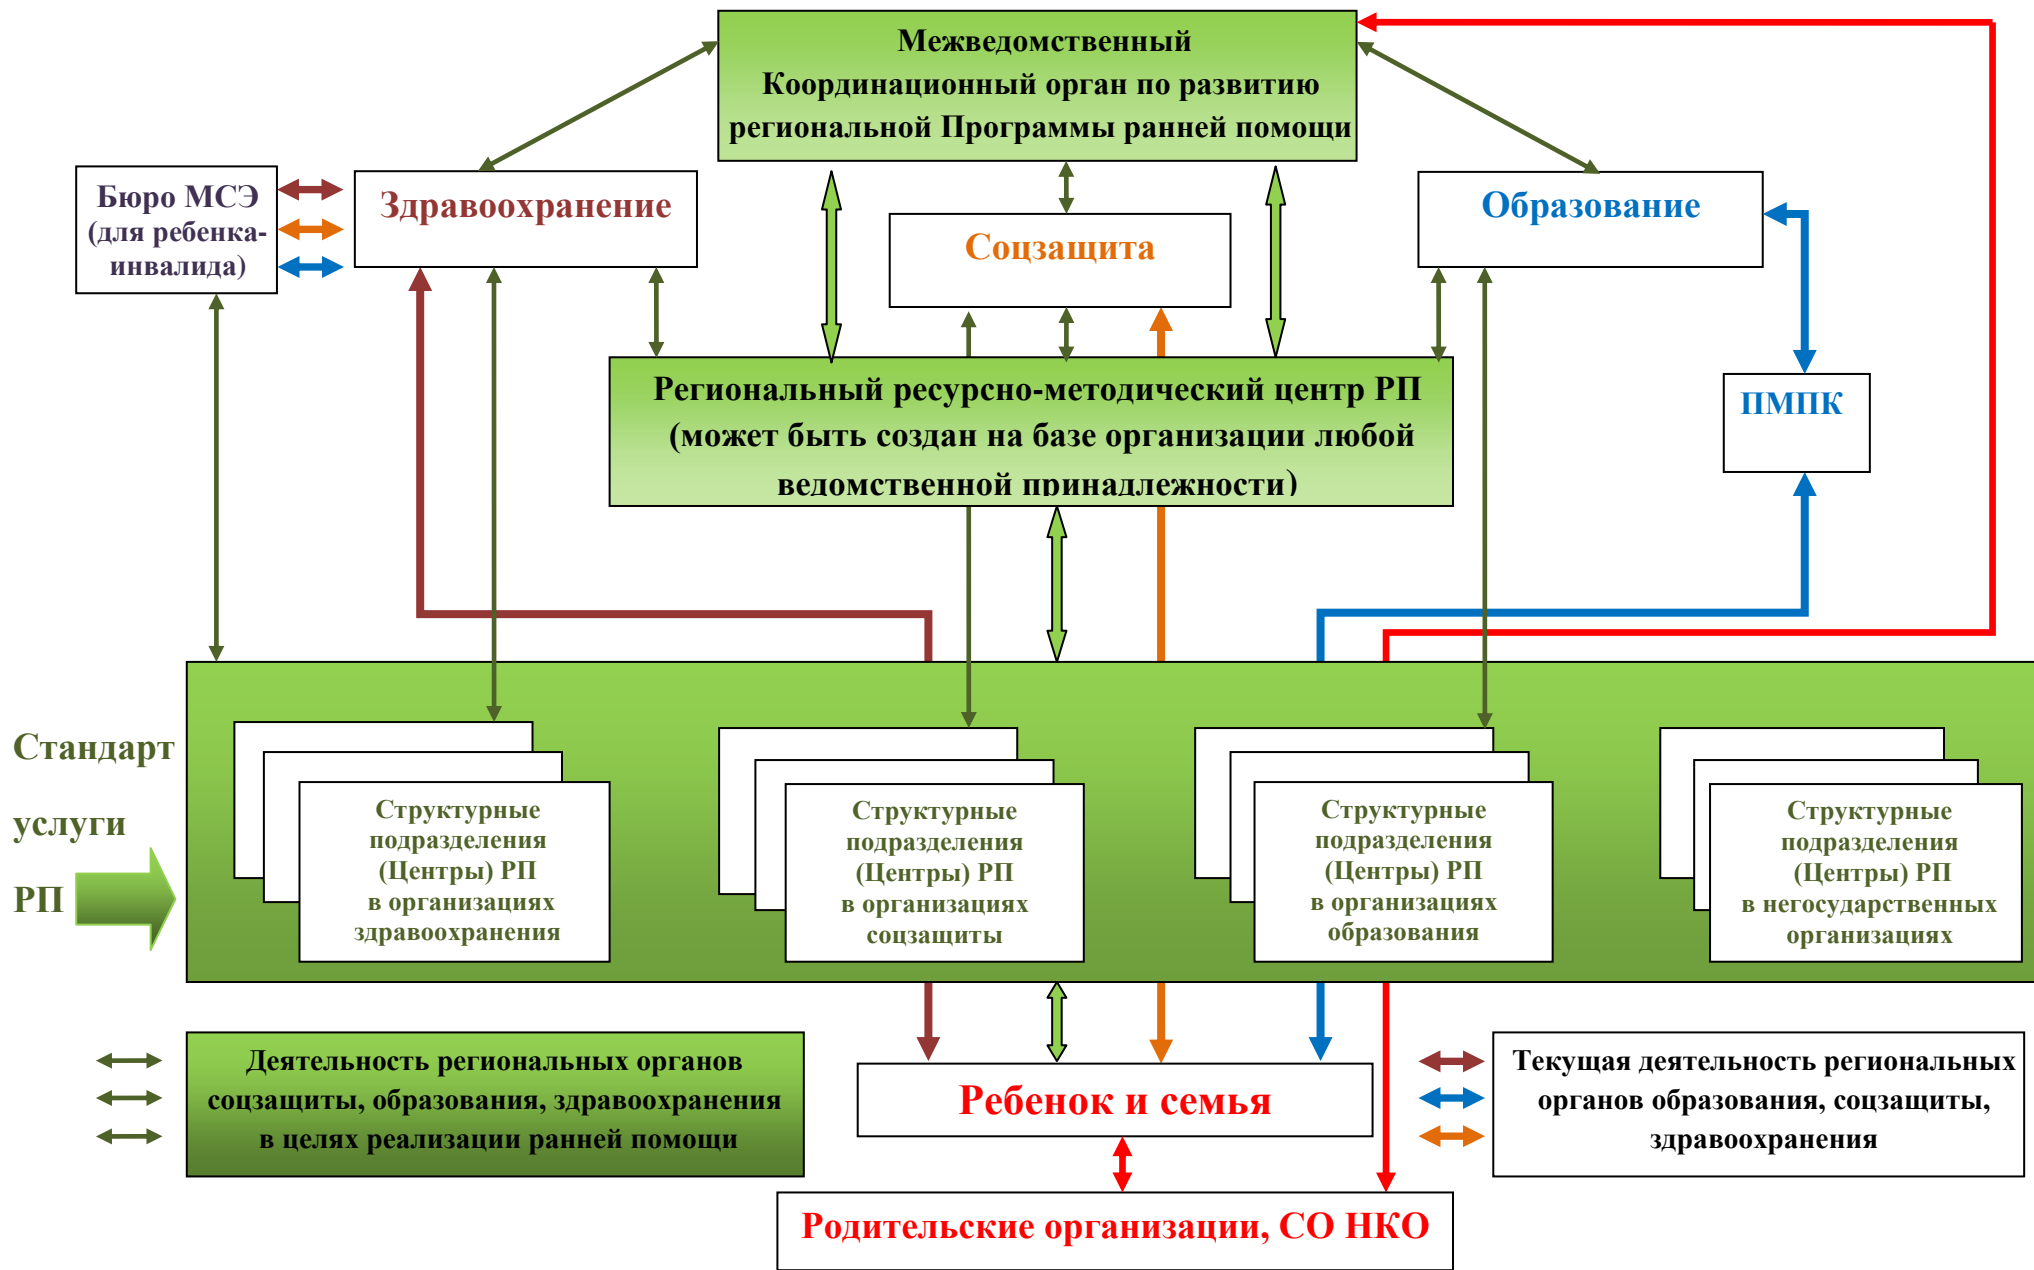 Межведомственный
Координационный орган по развитию
региональной Программы ранней помощи
Бюро МСЭ
(для ребенка-
инвалида)
Здравоохранение
Соцзащита
Образование
Региональный ресурсно-методический центр РП
(может быть создан на базе организации любой
ведомственной принадлежности)
ПМПК
Стандарт
услуги
РП
Структурные
подразделения
(Центры) РП
в организациях
здравоохранения
Структурные
подразделения
(Центры) РП
в организациях
соцзащиты
Структурные
подразделения
(Центры) РП
в организациях
образования
Структурные
подразделения
(Центры) РП
в негосударственных
организациях
Деятельность региональных органов
соцзащиты, образования, здравоохранения
в целях реализации ранней помощи
Ребенок и семья
Текущая деятельность региональных
органов образования, соцзащиты,
здравоохранения
Родительские организации, СО НКО